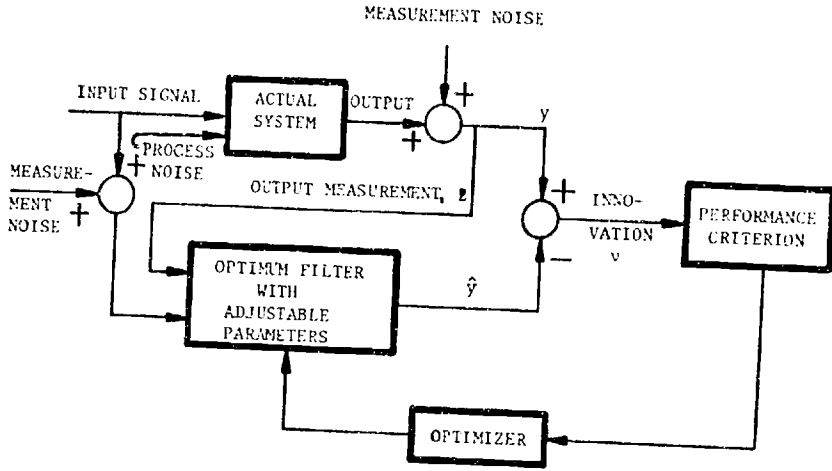 MEASUREMENT NOISE
INPUT SIGNAL
ACTUAL
SYSTEM
OUTPUT
+
+
y
PROCESS
NOISE
+
MEASURE-
MENT
NOISE
+
OUTPUT MEASUREMENT, z
+
INNO-
VATION
ν
−
PERFORMANCE
CRITERION
OPTIMUM FILTER
WITH
ADJUSTABLE
PARAMETERS
ŷ
OPTIMIZER